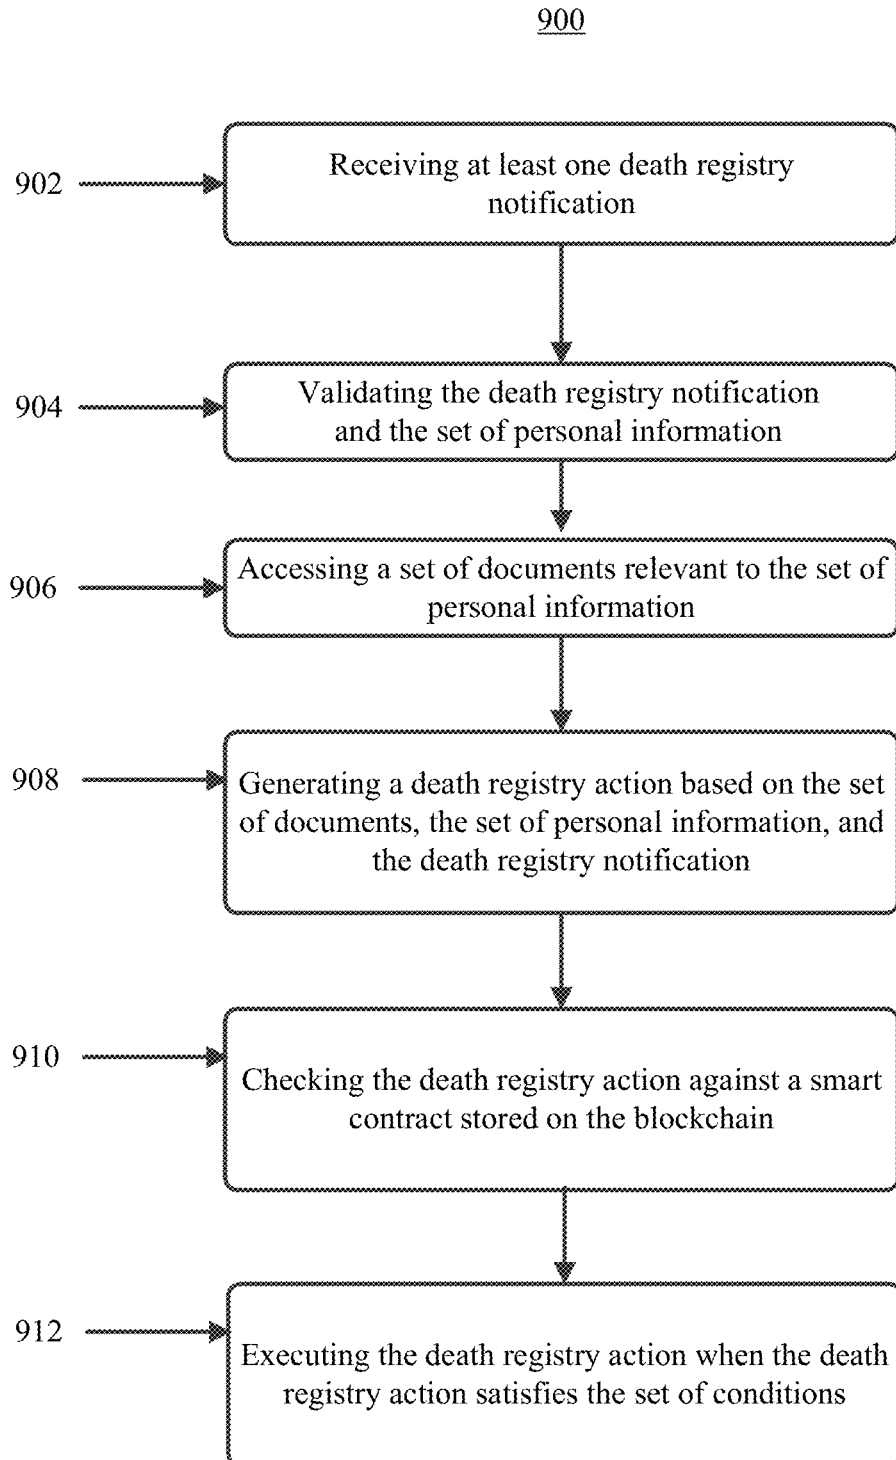 900
902
Receiving at least one death registry
notification
904
Validating the death registry notification
and the set of personal information
906
Accessing a set of documents relevant to the set of
personal information
908
Generating a death registry action based on the set
of documents, the set of personal information, and
the death registry notification
910
Checking the death registry action against a smart
contract stored on the blockchain
912
Executing the death registry action when the death
registry action satisfies the set of conditions